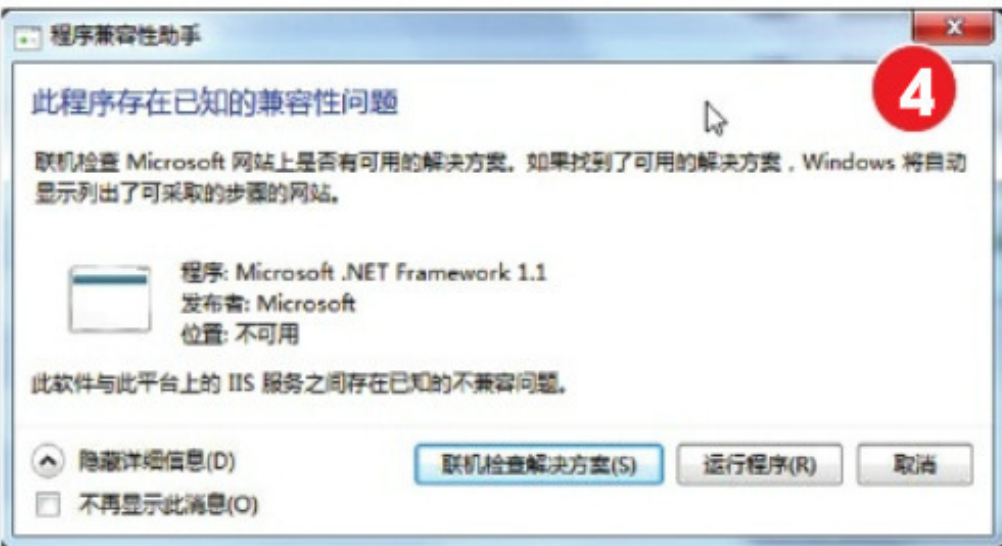 程序兼容性助手
4
此程序存在已知的兼容性问题
联机检查 Microsoft 网站上是否有可用的解决方案。如果找到了可用的解决方案，Windows 将自动
显示列出了可采取的步骤的网站。
程序: Microsoft .NET Framework 1.1
发布者: Microsoft
位置: 不可用
此软件与此平台上的 IIS 服务之间存在已知的不兼容问题。
隐藏详细信息(D)
联机检查解决方案(S)
运行程序(R)
取消
不再显示此消息(O)